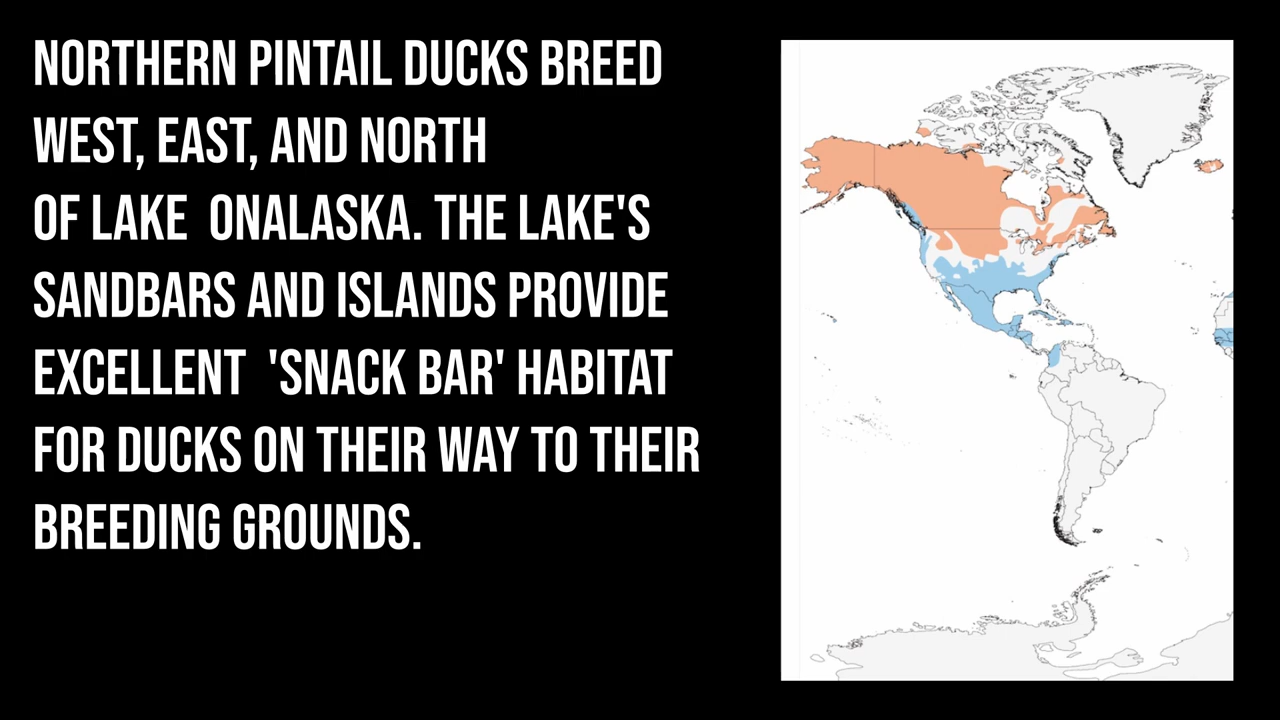 NORTHERN PINTAIL DUCKS BREED
WEST, EAST, AND NORTH
OF LAKE  ONALASKA. THE LAKE'S
SANDBARS AND ISLANDS PROVIDE
EXCELLENT  'SNACK BAR' HABITAT
FOR DUCKS ON THEIR WAY TO THEIR
BREEDING GROUNDS.